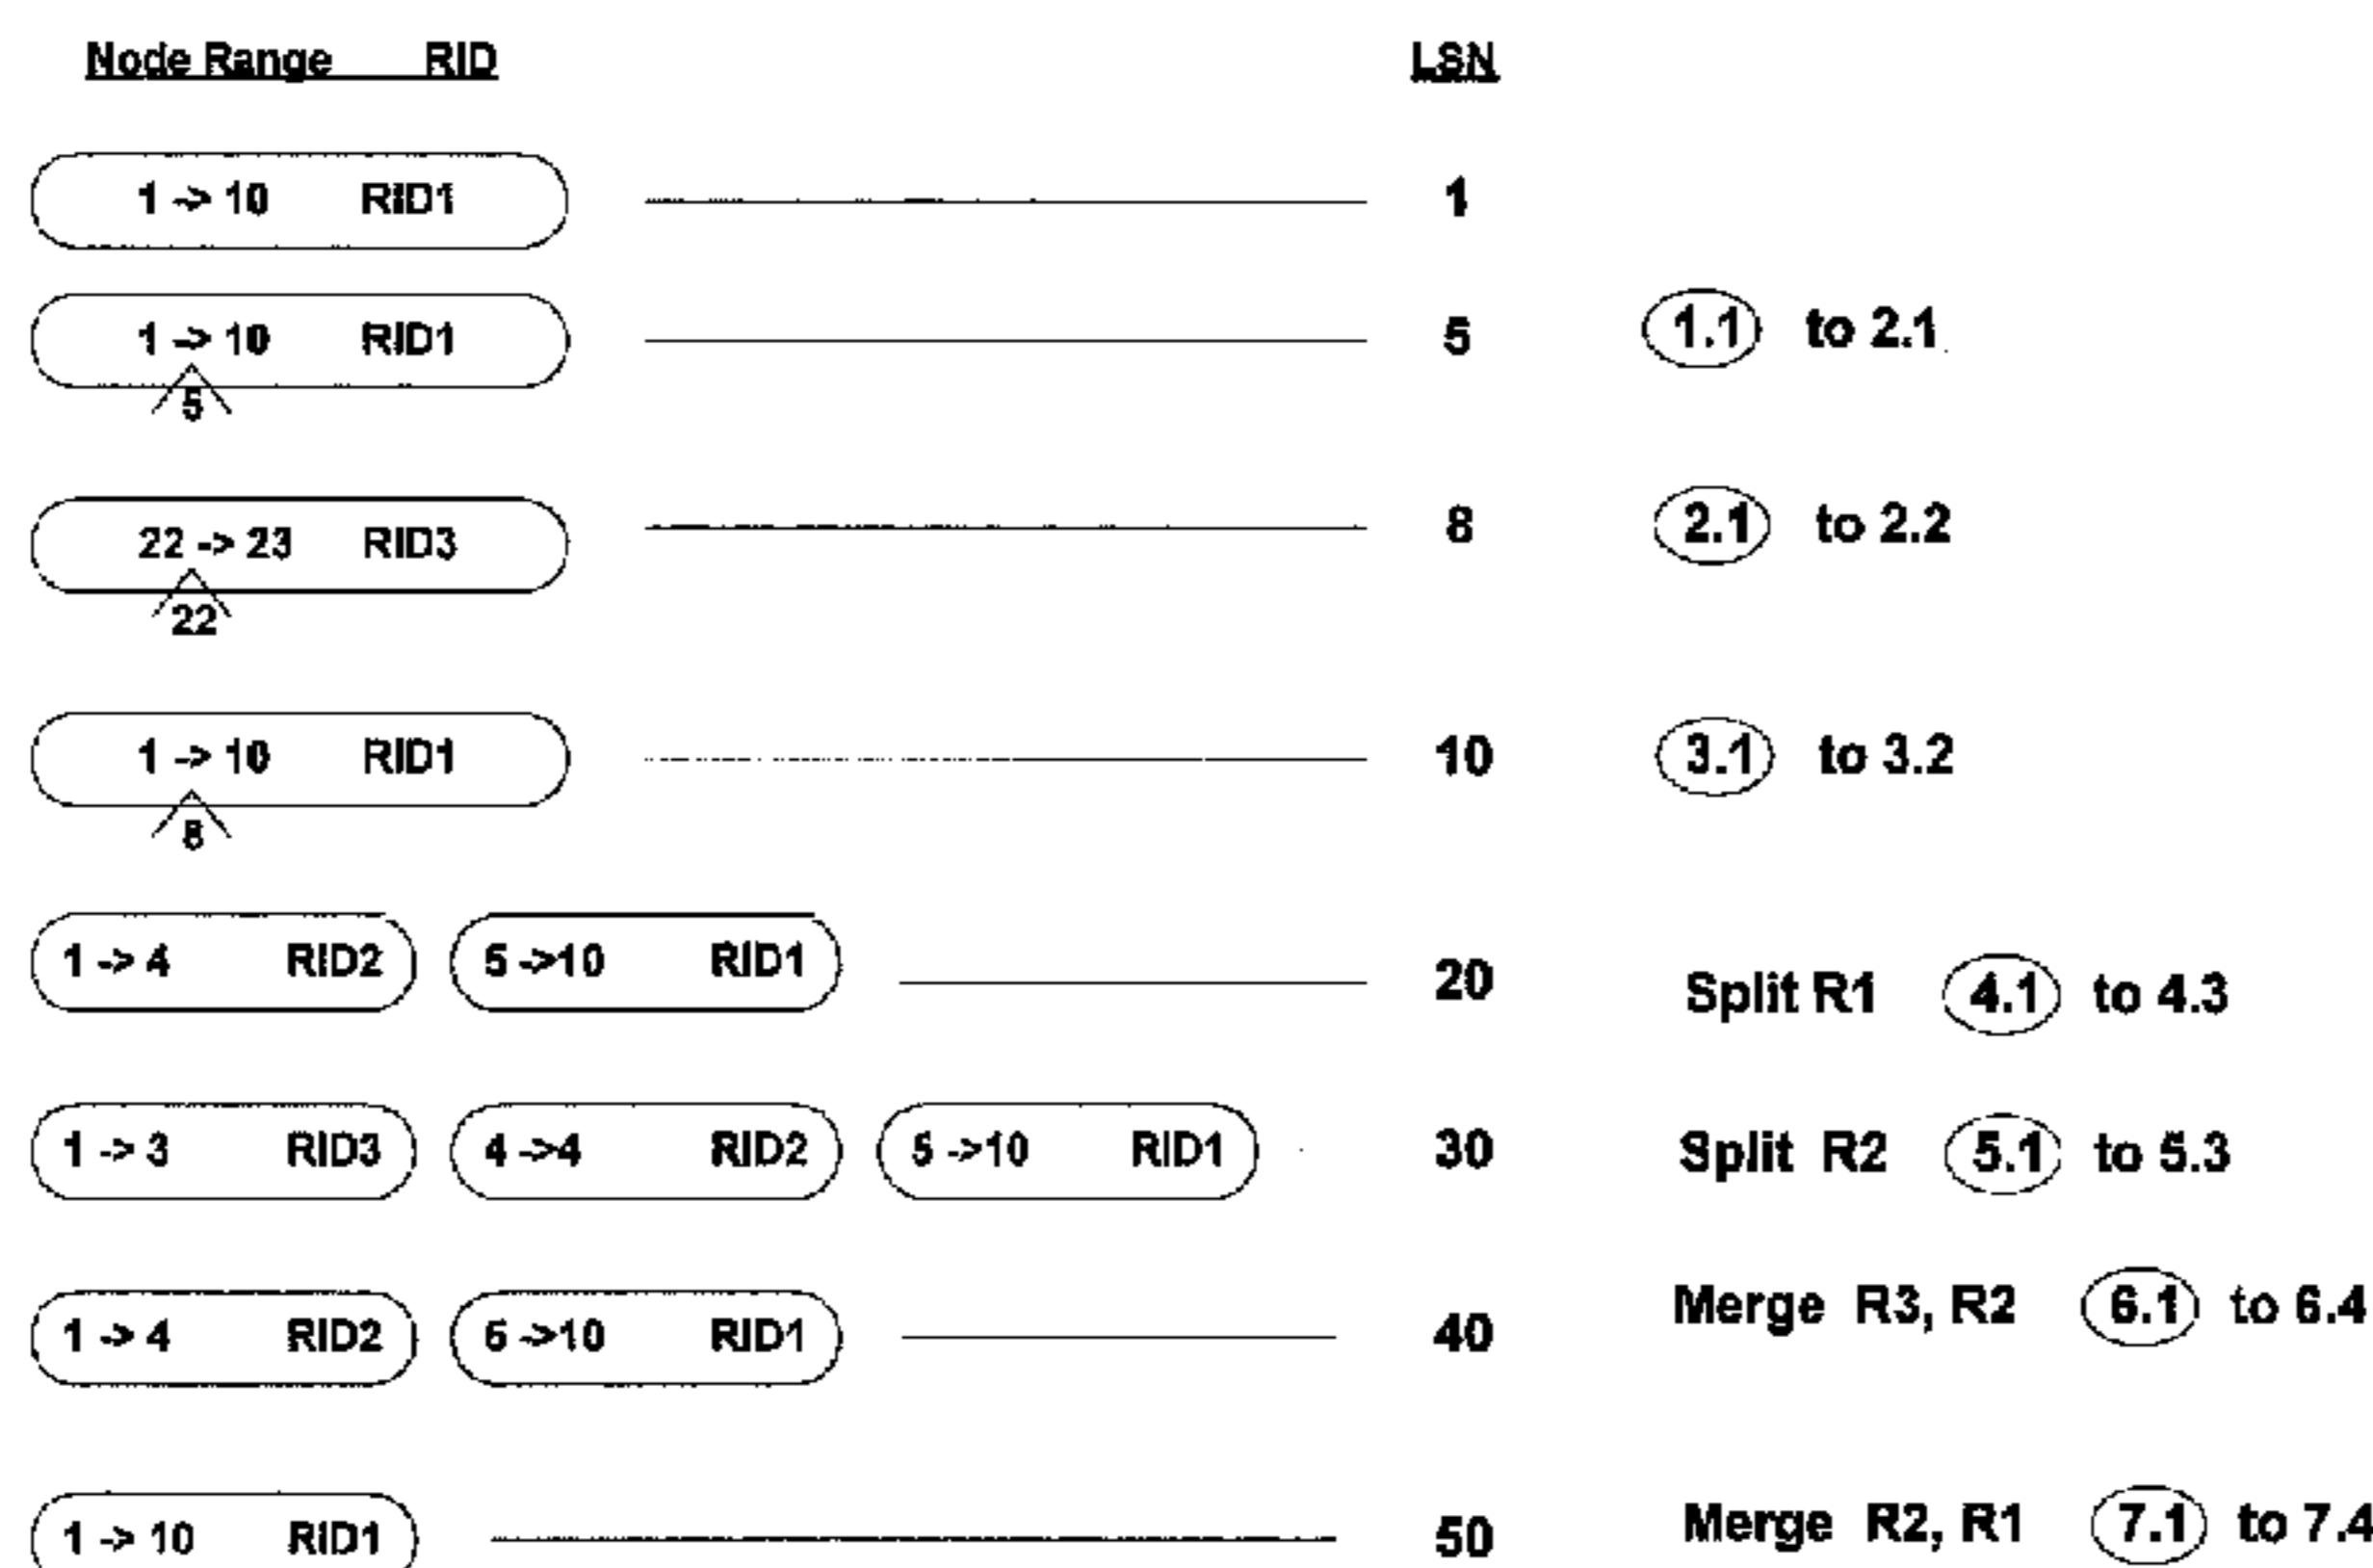 Node Range RID LSN
1 -> 10 RID1 1
1 -> 10 RID1 5 1.1 to 2.1
5
22 -> 23 RID3 8 2.1 to 2.2
22
1 -> 10 RID1 10 3.1 to 3.2
8
1 -> 4 RID2 5 ->10 RID1 20 Split R1 4.1 to 4.3
1 -> 3 RID3 4 ->4 RID2 5 ->10 RID1 30 Split R2 5.1 to 5.3
1 -> 4 RID2 5 ->10 RID1 40 Merge R3, R2 6.1 to 6.4
1 -> 10 RID1 50 Merge R2, R1 7.1 to 7.4